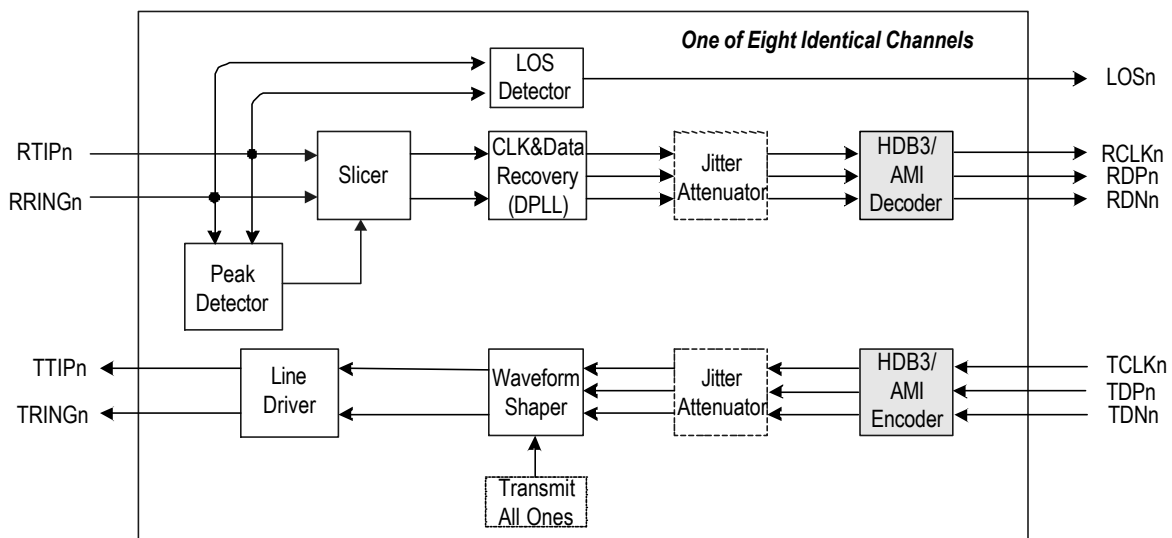 One of Eight Identical Channels
LOS
Detector
LOSn
RTIPn
RRINGn
Slicer
CLK&Data
Recovery
(DPLL)
Jitter
Attenuator
HDB3/
AMI
Decoder
RCLKn
RDPn
RDNn
Peak
Detector
TTIPn
TRINGn
Line
Driver
Waveform
Shaper
Jitter
Attenuator
HDB3/
AMI
Encoder
TCLKn
TDPn
TDNn
Transmit
All Ones